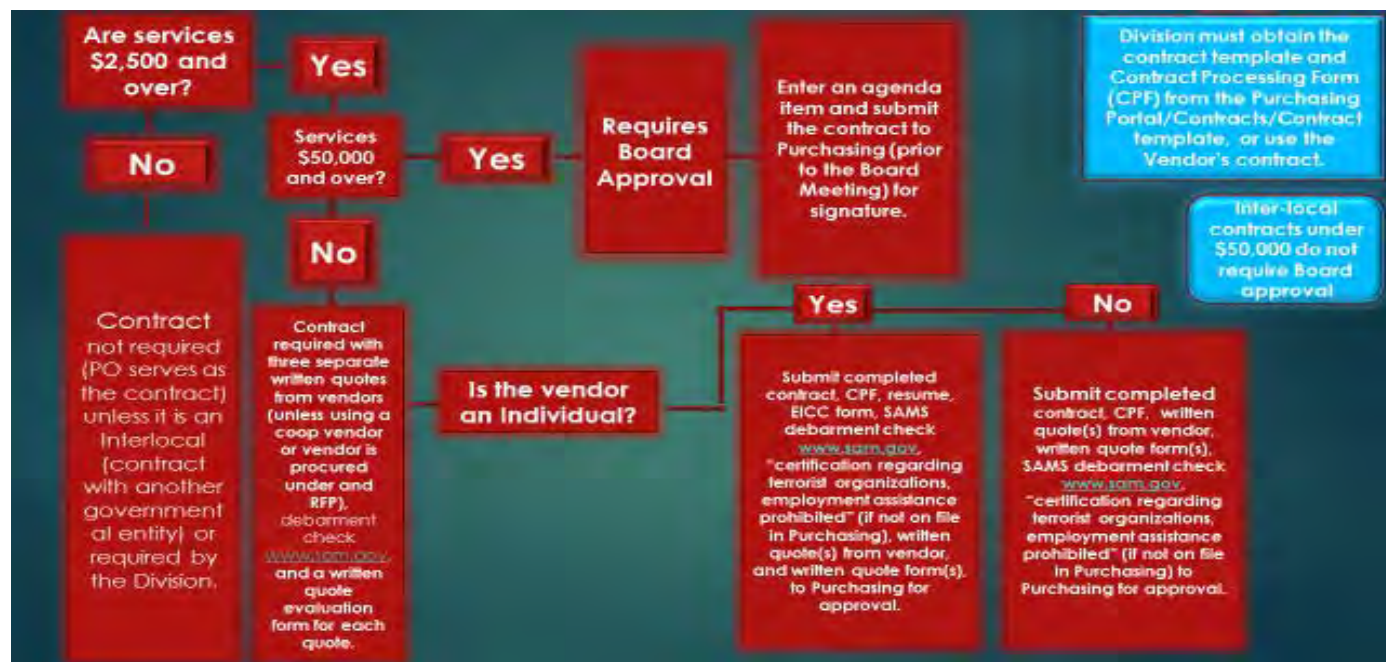 Are services
$2,500 and
over?
Yes
No
Services
$50,000
and over?
Yes
No
Requires
Board
Approval
Enter an agenda
item and submit
the contract to
Purchasing (prior
to the Board
Meeting) for
signature.
Division must obtain the
contract template and
Contract Processing Form
(CPF) from the Purchasing
Portal/Contracts/Contract
template, or use the
Vendor's contract.
Inter-local
contracts under
$50,000 do not
require Board
approval
Contract
not required
(PO serves as
the contract)
unless it is an
Interlocal
(contract
with another
government
al entity) or
required by
the Division.
Contract
required with
three separate
written quotes
from vendors
(unless using a
coop vendor
or vendor is
procured
under and
RFP),
debarment
check
www.sam.gov,
and a written
quote
evaluation
form for each
quote.
Is the vendor
an Individual?
Yes
No
Submit completed
contract, CPF, resume,
EICC form, SAMS
debarment check
www.sam.gov,
"certification regarding
terrorist organizations,
employment assistance
prohibited" (if not on file
in Purchasing), written
quote(s) from vendor,
and written quote form(s),
to Purchasing for
approval.
Submit completed
contract, CPF, written
quote(s) from vendor,
written quote form(s),
SAMS debarment check
www.sam.gov,
"certification regarding
terrorist organizations,
employment assistance
prohibited" (if not on file
in Purchasing) to
Purchasing for approval.